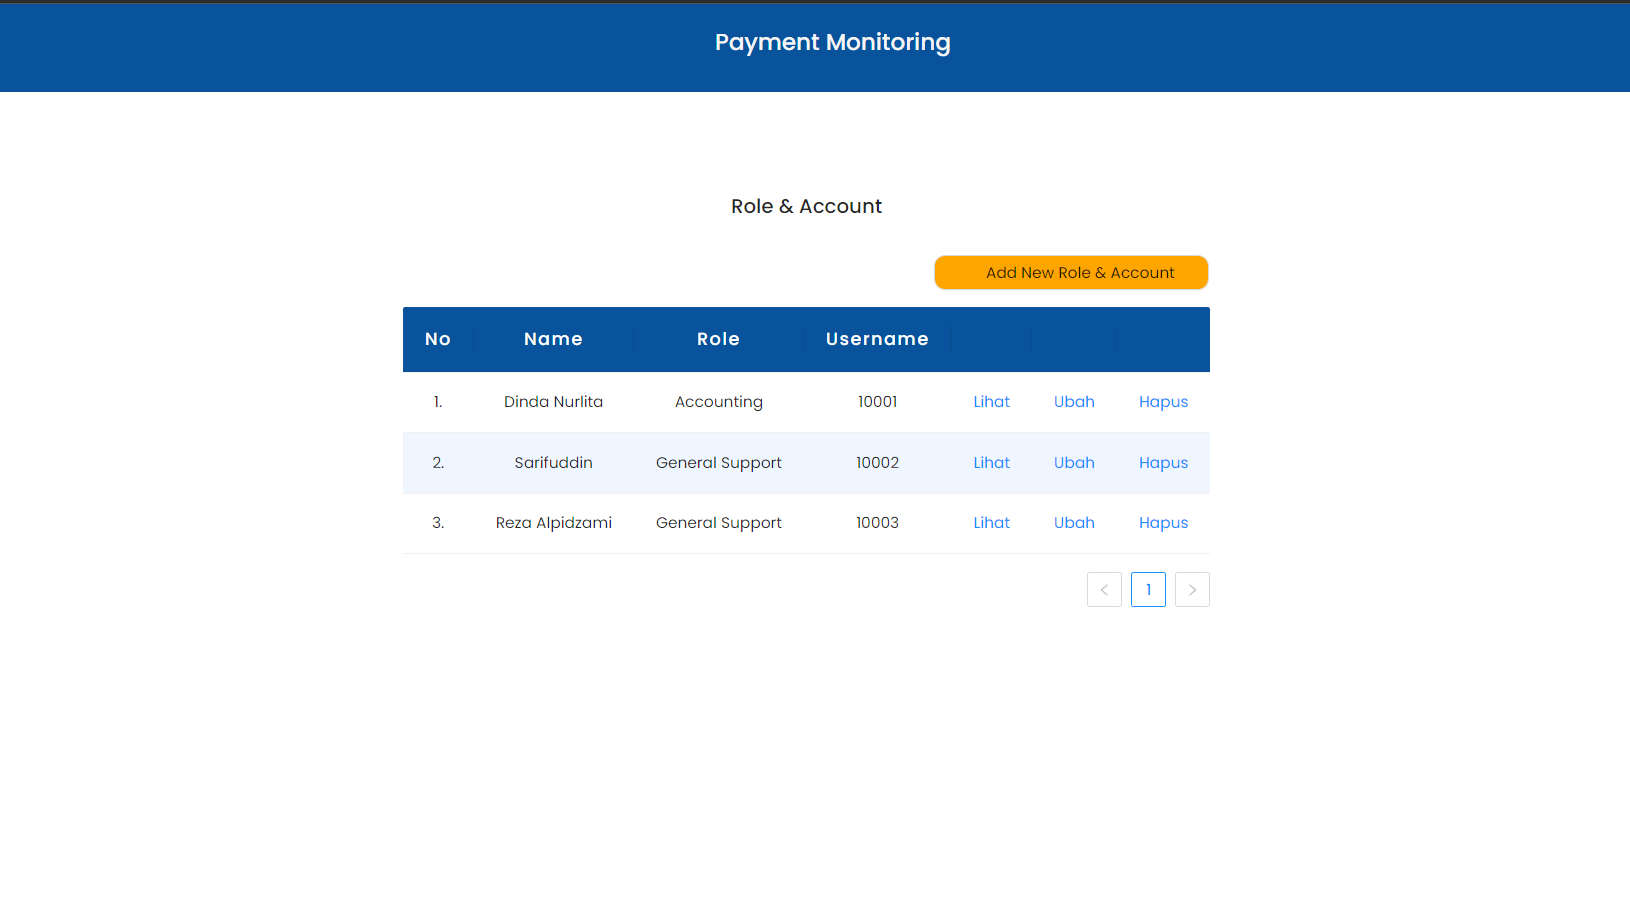 Payment Monitoring
Role & Account
Add New Role & Account
No Name Role Username
1. Dinda Nurlita Accounting 10001 Lihat Ubah Hapus
2. Sarifuddin General Support 10002 Lihat Ubah Hapus
3. Reza Alpidzami General Support 10003 Lihat Ubah Hapus
1